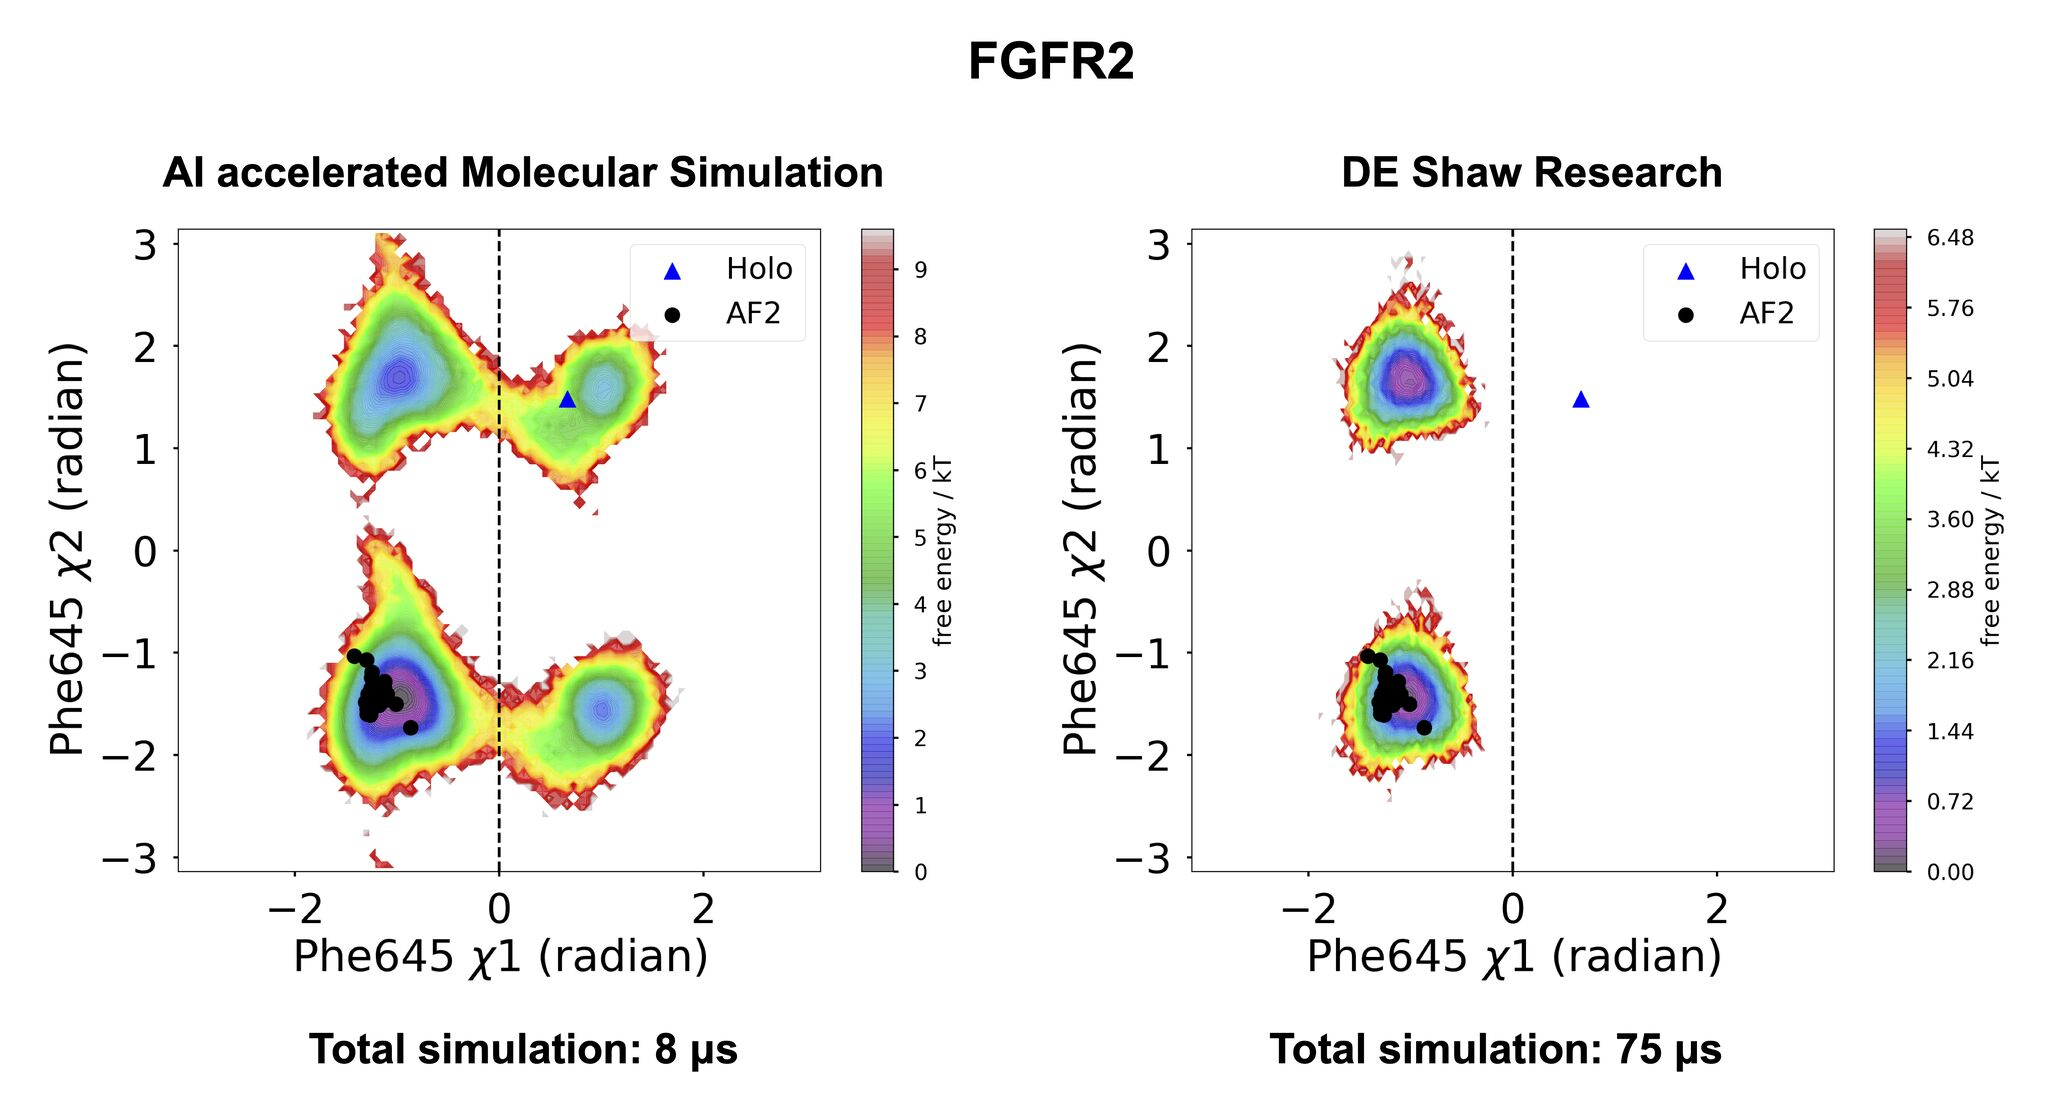 FGFR2
AI accelerated Molecular Simulation
Holo
AF2
3
2
1
0
−1
−2
−3
Phe645 χ2 (radian)
−2
0
2
Phe645 χ1 (radian)
9
8
7
6
5
4
3
2
1
0
free energy / kT
Total simulation: 8 μs
DE Shaw Research
Holo
AF2
3
2
1
0
−1
−2
−3
Phe645 χ2 (radian)
−2
0
2
Phe645 χ1 (radian)
6.48
5.76
5.04
4.32
3.60
2.88
2.16
1.44
0.72
0.00
free energy / kT
Total simulation: 75 μs